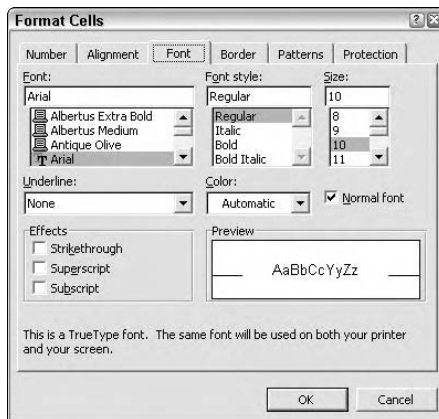 Format Cells
Number Alignment Font Border Patterns Protection
Font: Font style: Size:
Arial Regular 10
Albertus Extra Bold Regular 8
Albertus Medium Italic 9
Antique Olive Bold 10
Arial Bold Italic 11
Underline: Color:
None Automatic Normal font
Effects Preview
Strikethrough
Superscript AaBbCcYyZz
Subscript
This is a TrueType font. The same font will be used on both your printer
and your screen.
OK Cancel